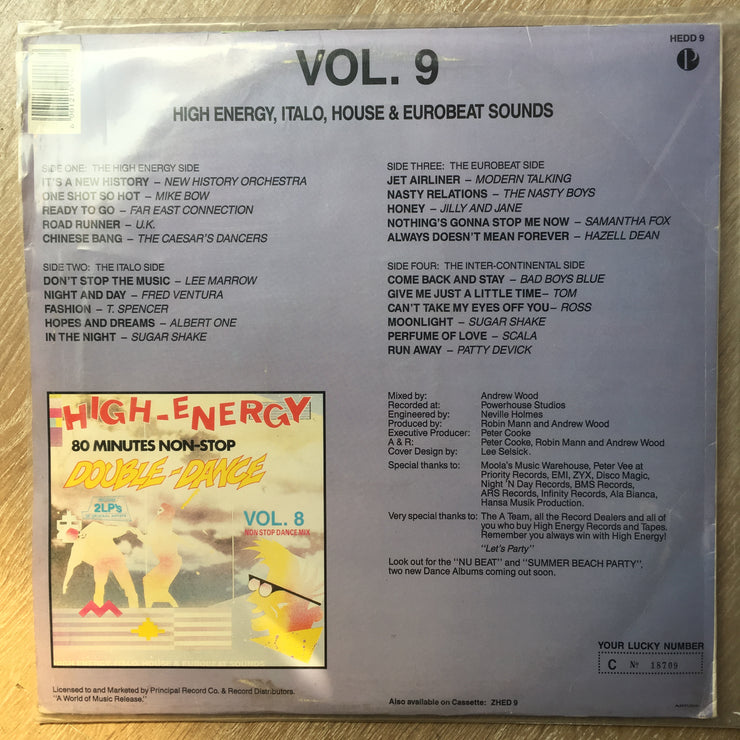 HEDD 9
VOL. 9
HIGH ENERGY, ITALO, HOUSE & EUROBEAT SOUNDS
SIDE ONE: THE HIGH ENERGY SIDE
IT'S A NEW HISTORY – NEW HISTORY ORCHESTRA
ONE SHOT SO HOT – MIKE BOW
READY TO GO – FAR EAST CONNECTION
ROAD RUNNER – U.K.
CHINESE BANG – THE CAESAR'S DANCERS
SIDE TWO: THE ITALO SIDE
DON'T STOP THE MUSIC – LEE MARROW
NIGHT AND DAY – FRED VENTURA
FASHION – T. SPENCER
HOPES AND DREAMS – ALBERT ONE
IN THE NIGHT – SUGAR SHAKE
SIDE THREE: THE EUROBEAT SIDE
JET AIRLINER – MODERN TALKING
NASTY RELATIONS – THE NASTY BOYS
HONEY – JILLY AND JANE
NOTHING'S GONNA STOP ME NOW – SAMANTHA FOX
ALWAYS DOESN'T MEAN FOREVER – HAZELL DEAN
SIDE FOUR: THE INTER-CONTINENTAL SIDE
COME BACK AND STAY – BAD BOYS BLUE
GIVE ME JUST A LITTLE TIME – TOM
CAN'T TAKE MY EYES OFF YOU – ROSS
MOONLIGHT – SUGAR SHAKE
PERFUME OF LOVE – SCALA
RUN AWAY – PATTY DEVICK
HIGH-ENERGY
80 MINUTES NON-STOP
DOUBLE-DANCE
2LP's
VOL. 8
NON STOP DANCE MIX
HOUSE & EUROBEAT SOUNDS
Mixed by: Andrew Wood
Recorded at: Powerhouse Studios
Engineered by: Neville Holmes
Produced by: Robin Mann and Andrew Wood
Executive Producer: Peter Cooke
A & R: Peter Cooke, Robin Mann and Andrew Wood
Cover Design by: Lee Selsick.
Special thanks to: Moola's Music Warehouse, Peter Vee at
Priority Records, EMI, ZYX, Disco Magic,
Night 'N Day Records, BMS Records,
ARS Records, Infinity Records, Ala Bianca,
Hansa Musik Production.
Very special thanks to: The A Team, all the Record Dealers and all of
you who buy High Energy Records and Tapes.
Remember you always win with High Energy!
"Let's Party"
Look out for the "NU BEAT" and "SUMMER BEACH PARTY",
two new Dance Albums coming out soon.
YOUR LUCKY NUMBER
C Nº 18709
Licensed to and Marketed by Principal Record Co. & Record Distributors.
"A World of Music Release."
Also available on Cassette: ZHED 9